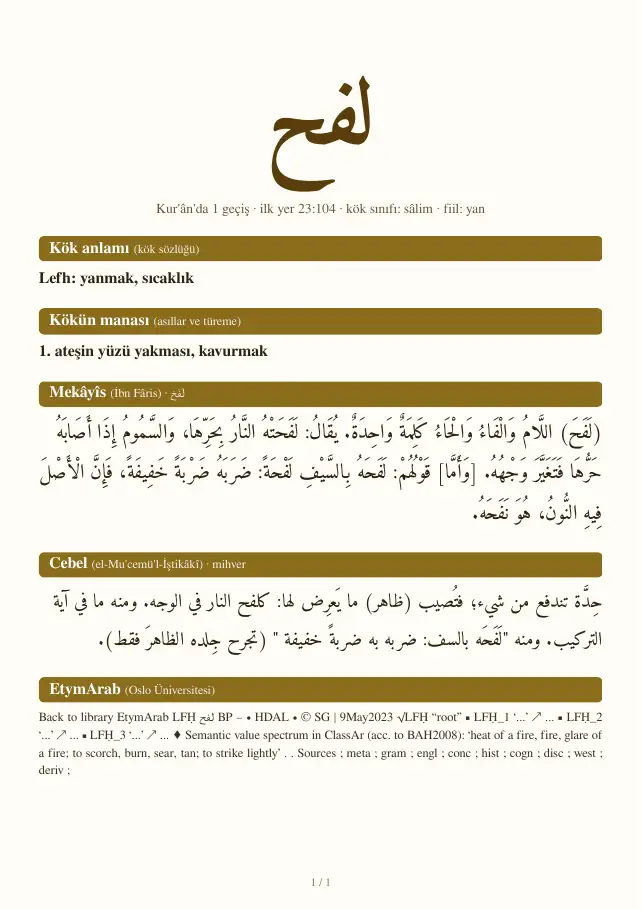 لفح
Kur'ân'da 1 geçiş · ilk yer 23:104 · kök sınıfı: sâlim · fiil: yan
Kök anlamı (kök sözlüğü)
Lefh: yanmak, sıcaklık
Kökün manası (asıllar ve türeme)
1. ateşin yüzü yakması, kavurmak
Mekâyîs (İbn Fâris) · لَفَحَ
(لَفَحَ) اللَّامُ وَالْفَاءُ وَالْحَاءُ كَلِمَةٌ وَاحِدَةٌ. يُقَالُ: لَفَحَتْهُ النَّارُ بِحَرِّهَا، وَالسَّمُومُ إِذَا أَصَابَهُ
حَرُّهَا فَتَغَيَّرَ وَجْهُهُ. [وَأَمَّا] قَوْلُهُمْ: لَفَحَهُ بِالسَّيْفِ لَفْحَةً: ضَرَبَهُ ضَرْبَةً خَفِيفَةً، فَإِنَّ الْأَصْلَ
فِيهِ النُّونُ، هُوَ نَفَحَهُ.
Cebel (el-Mu'cemü'l-İştikâkî) · mihver
حِدَّة تندفع من شيء؛ فتُصيب (ظاهر) ما يَعرِض لها: كلفح النار في الوجه. ومنه ما في آية
التركيب. ومنه "لَفَحَه بالسف: ضربه به ضربةً خفيفة " (تجرح جِلده الظاهرَ فقط).
EtymArab (Oslo Üniversitesi)
Back to library EtymArab LFḤ لفح BP – • HDAL • © SG | 9May2023 √LFḤ “root” ▪ LFḤ_1 ‘...’ ↗ ... ▪ LFḤ_2
‘...’ ↗ ... ▪ LFḤ_3 ‘...’ ↗ ... ♦ Semantic value spectrum in ClassAr (acc. to BAH2008): ‘heat of a fire, fire, glare of
a fire; to scorch, burn, sear, tan; to strike lightly’ . . Sources ; meta ; gram ; engl ; conc ; hist ; cogn ; disc ; west ;
deriv ;
1 / 1